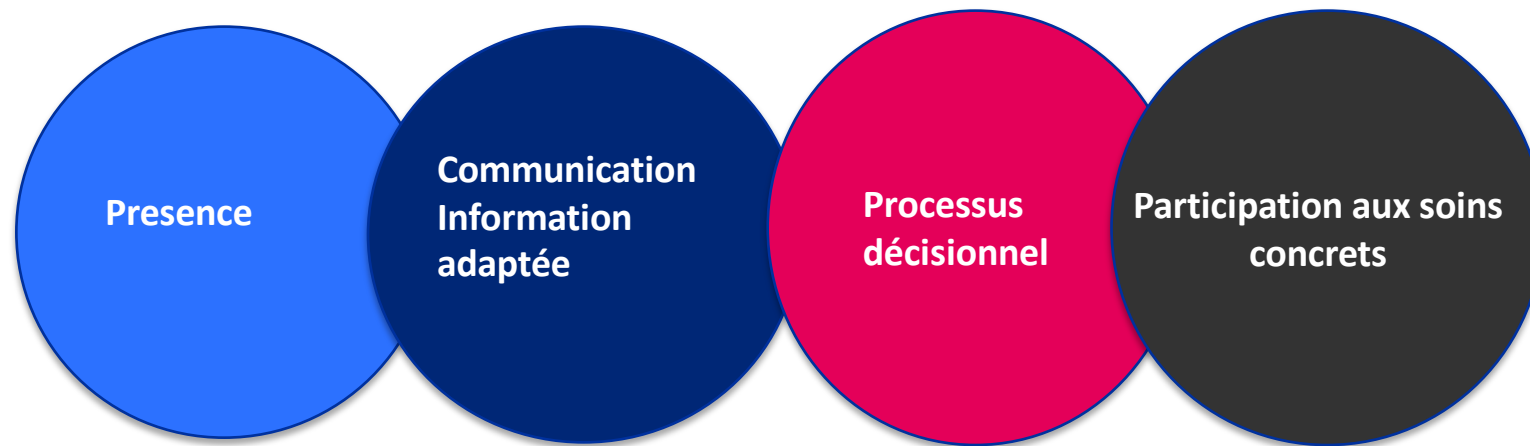 Presence
Communication
Information
adaptée
Processus
décisionnel
Participation aux soins
concrets